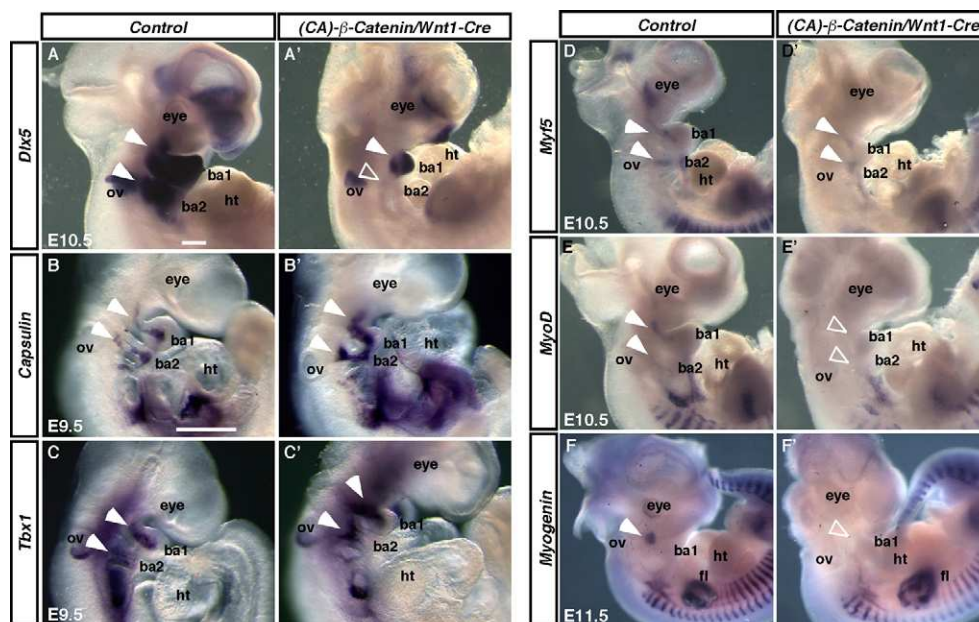 Control
(CA)-β-Catenin/Wnt1-Cre
Dlx5
A
eye
ba1
ov
ba2
ht
E10.5
A'
eye
ht
ba1
ov
ba2
Capsulin
B
eye
ov
ba1
ba2
ht
E9.5
B'
eye
ba1
ht
ov
ba2
Tbx1
C
eye
ov
ba1
ba2
ht
E9.5
C'
eye
ov
ba1
ba2
ht
Control
(CA)-β-Catenin/Wnt1-Cre
Myf5
D
eye
ba1
ov
ba2
ht
E10.5
D'
eye
ba1
ov
ba2
ht
MyoD
E
eye
ba1
ov
ba2
ht
E10.5
E'
eye
ba1
ht
ba2
ov
Myogenin
F
eye
ov
ba1
ht
fl
E11.5
F'
eye
ba1
ov
ht
fl